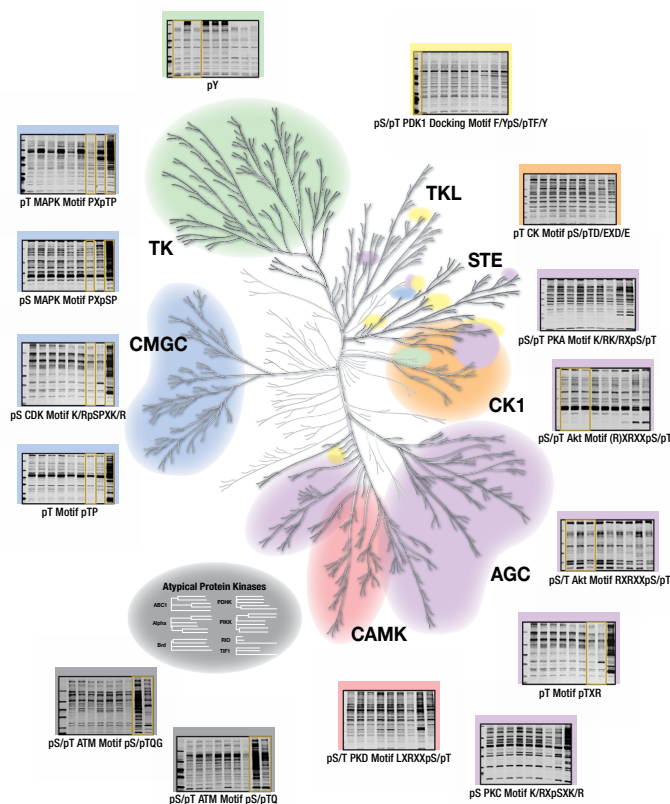 pY
pS/pT PDK1 Docking Motif F/YpS/pTF/Y
pT MAPK Motif PXpTP
TKL
pT CK Motif pS/pTD/EXD/E
TK
STE
pS MAPK Motif PXpSP
pS/pT PKA Motif K/RK/RXpS/pT
CMGC
pS CDK Motif K/RpSPXK/R
CK1
pS/pT Akt Motif (R)XRXXpS/pT
pT Motif pTP
AGC
pS/T Akt Motif RXRXXpS/pT
Atypical Protein Kinases
ABC1
PDHK
Alpha
PIKK
Brd
RIO
TIF1
CAMK
pT Motif pTXR
pS/pT ATM Motif pS/pTQG
pS/pT ATM Motif pS/pTQ
pS/T PKD Motif LXRXXpS/pT
pS PKC Motif K/RXpSXK/R